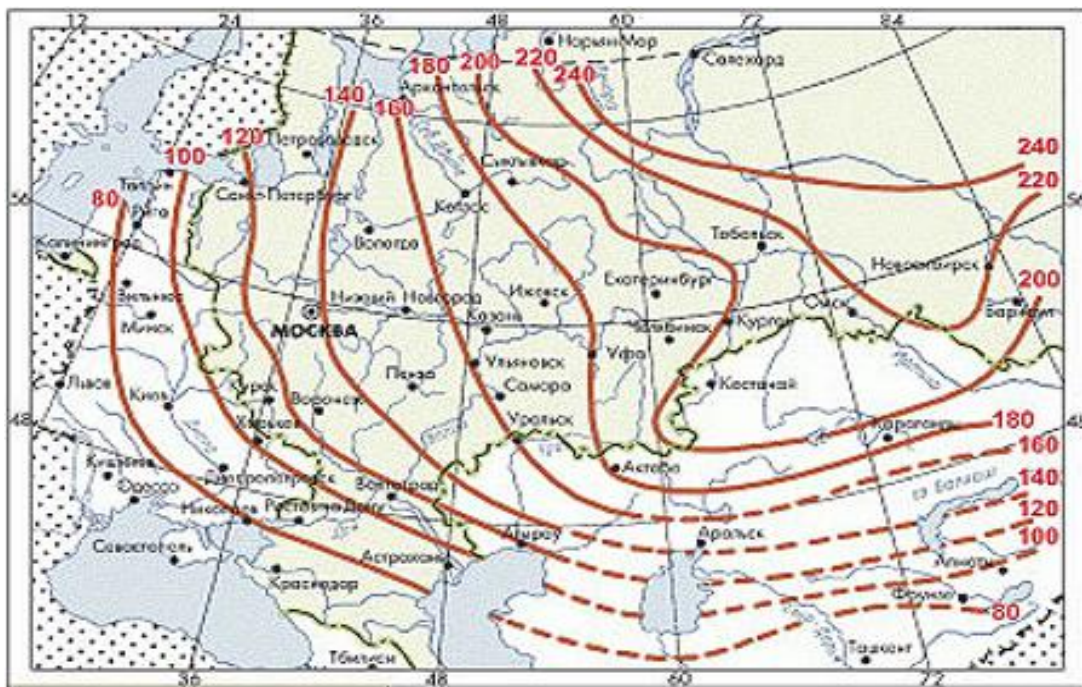 12 24 36 48 60 72 84
Нарьян-Мар
220
240
Салехард
180 200
Архангельск
140 160
240
220
120
Петрозаводск
100
Таллин
Санкт-Петербург
Сыктывкар
Котлас
80
Рига
56
56
Вологда
Тобольск
Калининград
Новосибирск
200
Екатеринбург
Вильнюс
Минск
Нижний Новгород
Ижевск
Омск
Барнаул
МОСКВА
Казань
Челябинск
Курган
Уфа
Ульяновск
Львов
Пенза
Самара
Костанай
Киев
Курск
Воронеж
Уральск
48
48
Харьков
Караганда
180
160
Кишинев
Актобе
140
оз Балхаш
Одесса
Волгоград
120
Николаев
Ростов-на-Дону
Атырау
Аральск
100
Севастополь
Астрахань
Алматы
Краснодар
Фрунзе
80
Тбилиси
Ташкент
36 48 60 72